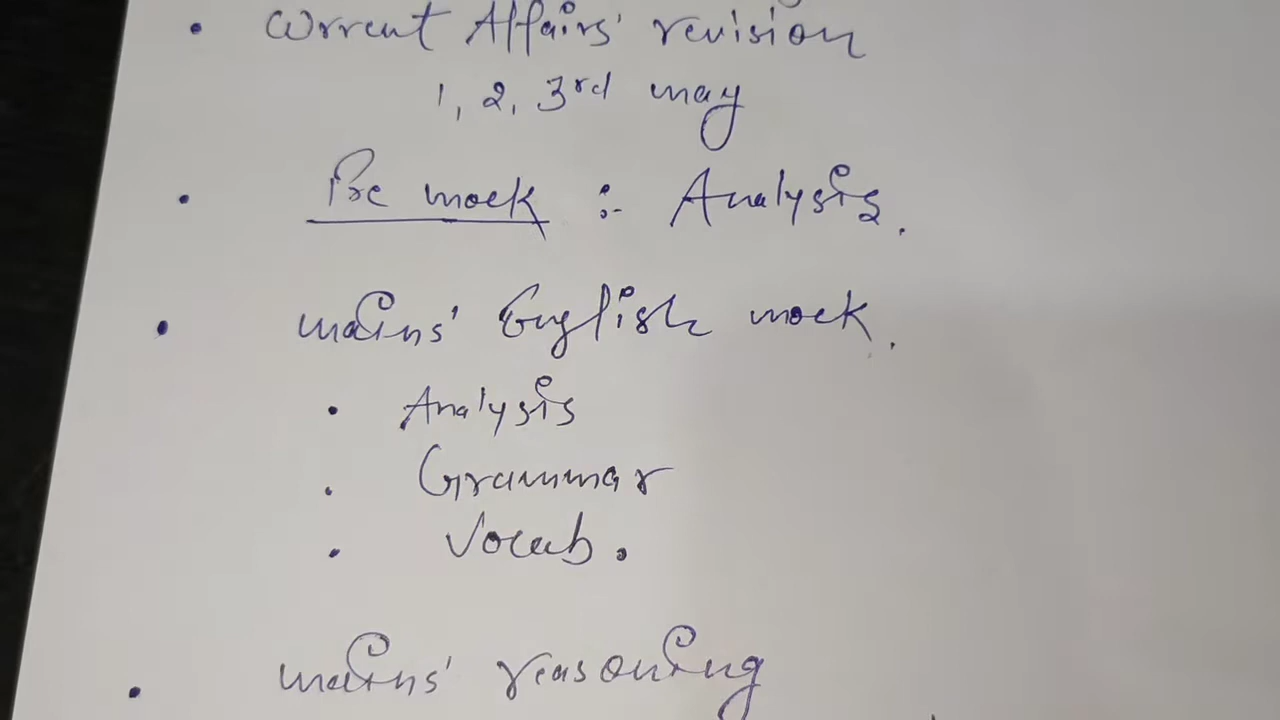 • Current Affairs' revision
1, 2, 3rd may
• Pre mock :- Analysis.
• mains' English mock.
• Analysis
• Grammar
• Vocab.
• mains' reasoning